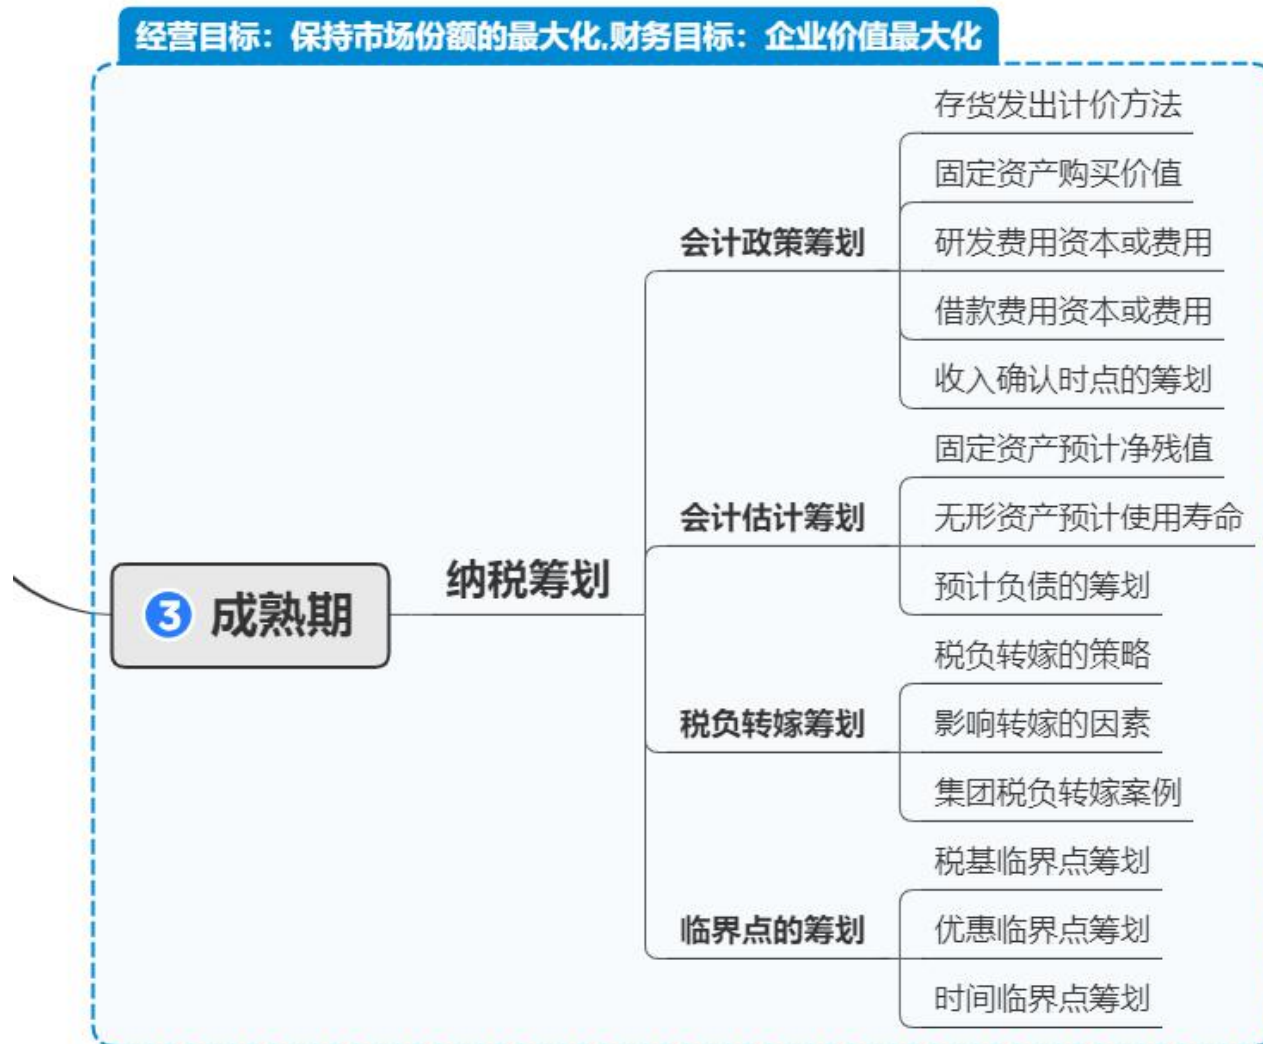 经营目标：保持市场份额的最大化.财务目标：企业价值最大化
存货发出计价方法
固定资产购买价值
会计政策筹划
研发费用资本或费用
借款费用资本或费用
收入确认时点的筹划
固定资产预计净残值
会计估计筹划
无形资产预计使用寿命
预计负债的筹划
3 成熟期
纳税筹划
税负转嫁的策略
税负转嫁筹划
影响转嫁的因素
集团税负转嫁案例
税基临界点筹划
临界点的筹划
优惠临界点筹划
时间临界点筹划